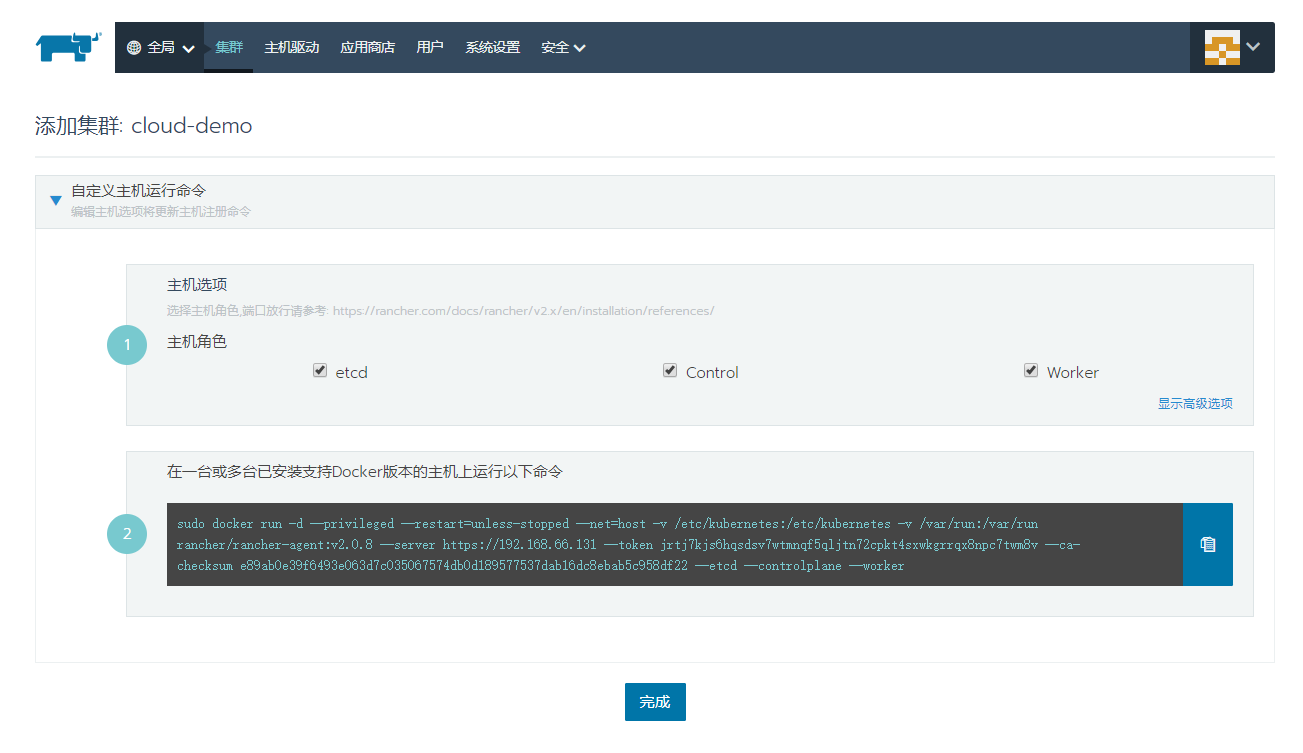 全局 集群 主机驱动 应用商店 用户 系统设置 安全
添加集群: cloud-demo
自定义主机运行命令
编辑主机选项将更新主机注册命令
主机选项
选择主机角色,端口放行请参考: https://rancher.com/docs/rancher/v2.x/en/installation/references/
主机角色
1
etcd Control Worker
显示高级选项
在一台或多台已安装支持Docker版本的主机上运行以下命令
2
sudo docker run -d --privileged --restart=unless-stopped --net=host -v /etc/kubernetes:/etc/kubernetes -v /var/run:/var/run
rancher/rancher-agent:v2.0.8 --server https://192.168.66.131 --token jrtj7kjs6hqsdsv7wtmnqf5qljtn72cpkt4sxwkgrrqx8npc7twm8v --ca-
checksum e89ab0e39f6493e063d7c035067574db0d189577537dab16dc8ebab5c958df22 --etcd --controlplane --worker
完成